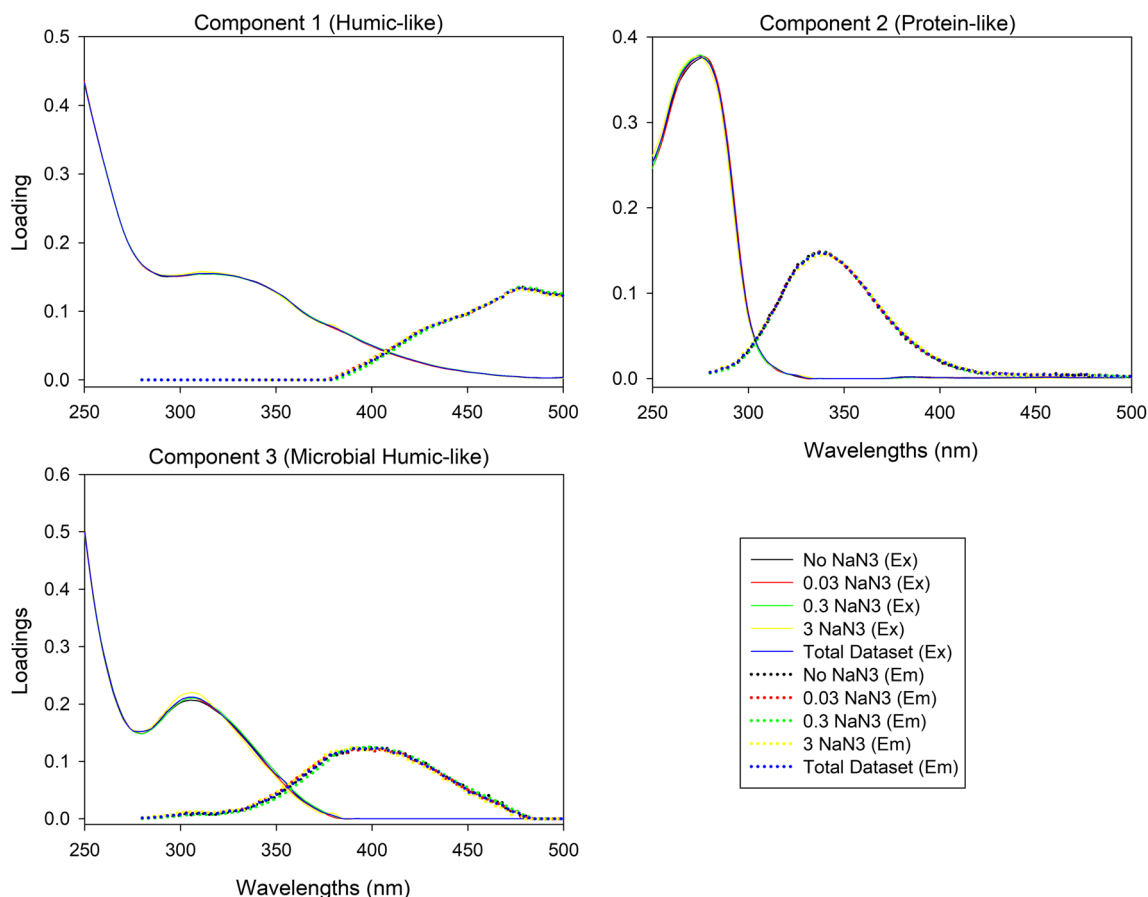 Component 1 (Humic-like)
0.5
0.4
0.3
0.2
0.1
0.0
Loading
250 300 350 400 450 500
Component 2 (Protein-like)
0.4
0.3
0.2
0.1
0.0
250 300 350 400 450 500
Wavelengths (nm)
Component 3 (Microbial Humic-like)
0.6
0.5
0.4
0.3
0.2
0.1
0.0
Loadings
250 300 350 400 450 500
Wavelengths (nm)
No NaN3 (Ex)
0.03 NaN3 (Ex)
0.3 NaN3 (Ex)
3 NaN3 (Ex)
Total Dataset (Ex)
No NaN3 (Em)
0.03 NaN3 (Em)
0.3 NaN3 (Em)
3 NaN3 (Em)
Total Dataset (Em)